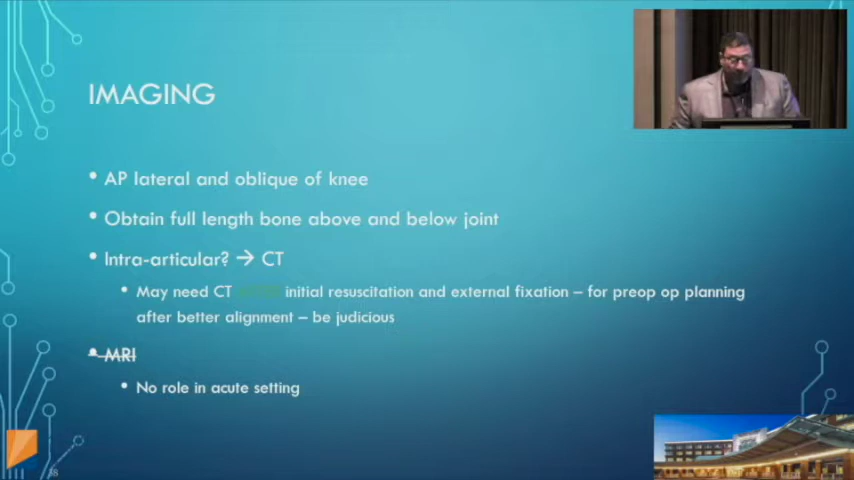 IMAGING
• AP lateral and oblique of knee
• Obtain full length bone above and below joint
• Intra-articular? → CT
• May need CT initial resuscitation and external fixation – for preop op planning
after better alignment – be judicious
• MRI
• No role in acute setting
38